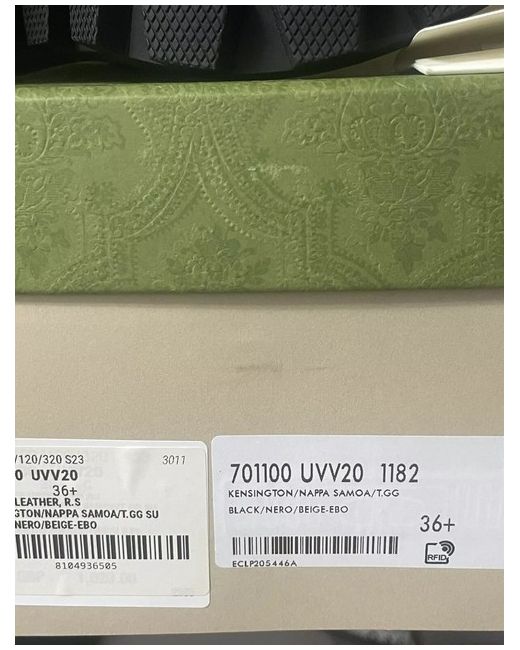 /120/320 S23 3011
0 UVV20
36+
LEATHER, R.S
GTON/NAPPA SAMOA/T.GG SU
NERO/BEIGE-EBO
8104936505
701100 UVV20 1182
KENSINGTON/NAPPA SAMOA/T.GG
BLACK/NERO/BEIGE-EBO
36+
ECLP205446A
RFID